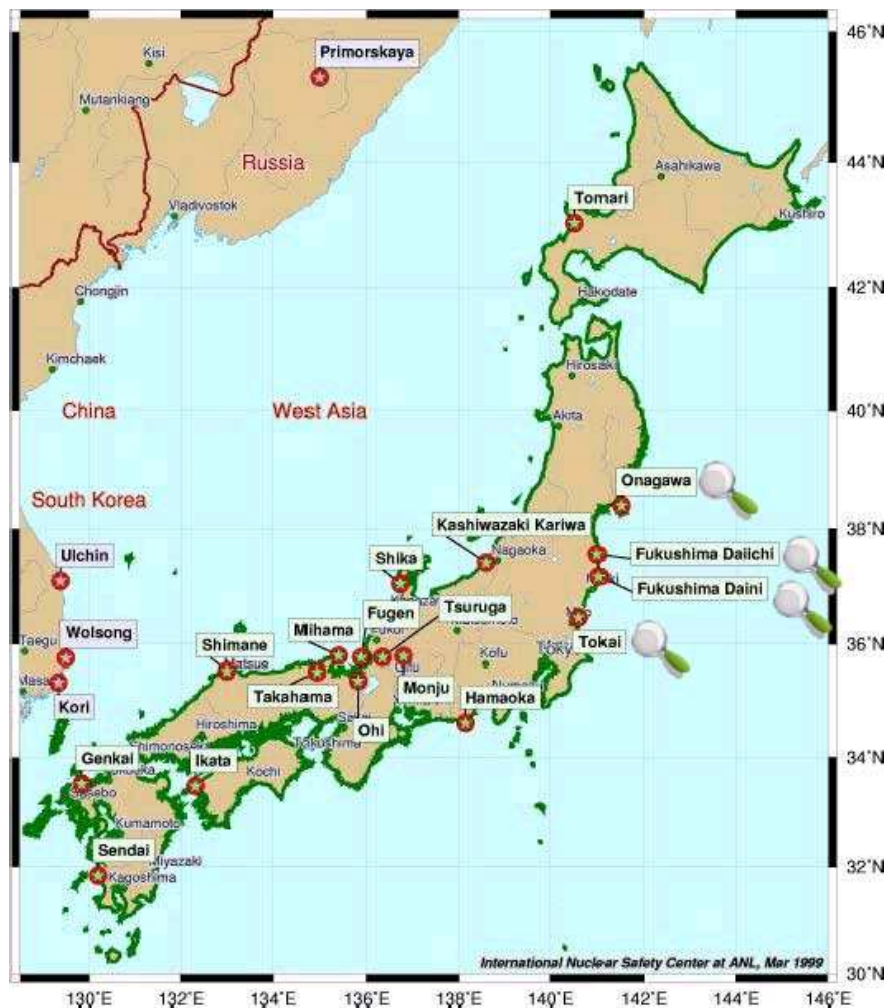 46°N
Kisi
Primorskaya
Mutankiang
Russia
44°N
Asahikawa
Tomari
Vladivostok
Kushiro
42°N
Chongjin
Hakodate
Kimchaek
Hirosaki
China
West Asia
40°N
Akita
Onagawa
South Korea
Kashiwazaki Kariwa
38°N
Nagaoka
Fukushima Daiichi
Ulchin
Shika
Fukushima Daini
Fugen
Tsuruga
Wolsong
Mihama
Shimane
Tokai
36°N
Taegu
Kofu
Takahama
Monju
Hamaoka
Kori
Ohi
Hiroshima
Tokushima
Shimonosek
34°N
Genkai
Ikata
Kochi
Kumamoto
Sendai
Miyazaki
32°N
Kagoshima
International Nuclear Safety Center at ANL, Mar 1999
30°N
130°E
132°E
134°E
136°E
138°E
140°E
142°E
144°E
146°E